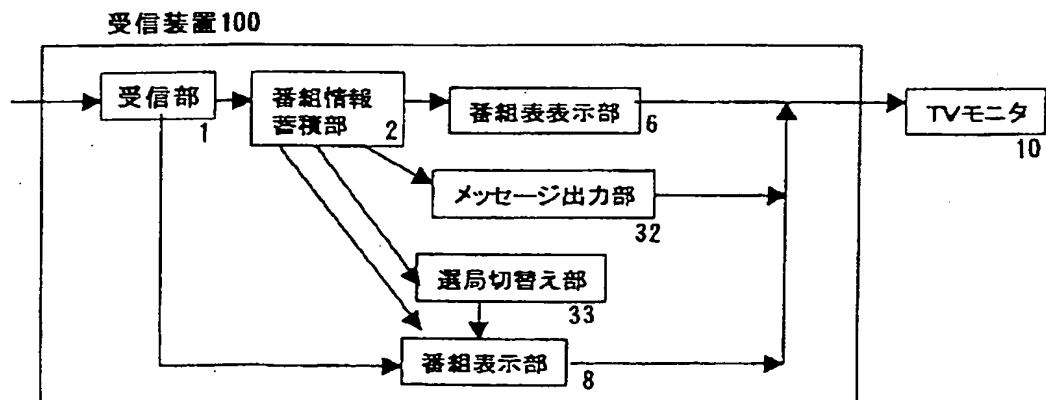 受信装置100
受信部
1
番組情報
蓄積部
2
番組表表示部
6
TVモニタ
10
メッセージ出力部
32
選局切替え部
33
番組表示部
8